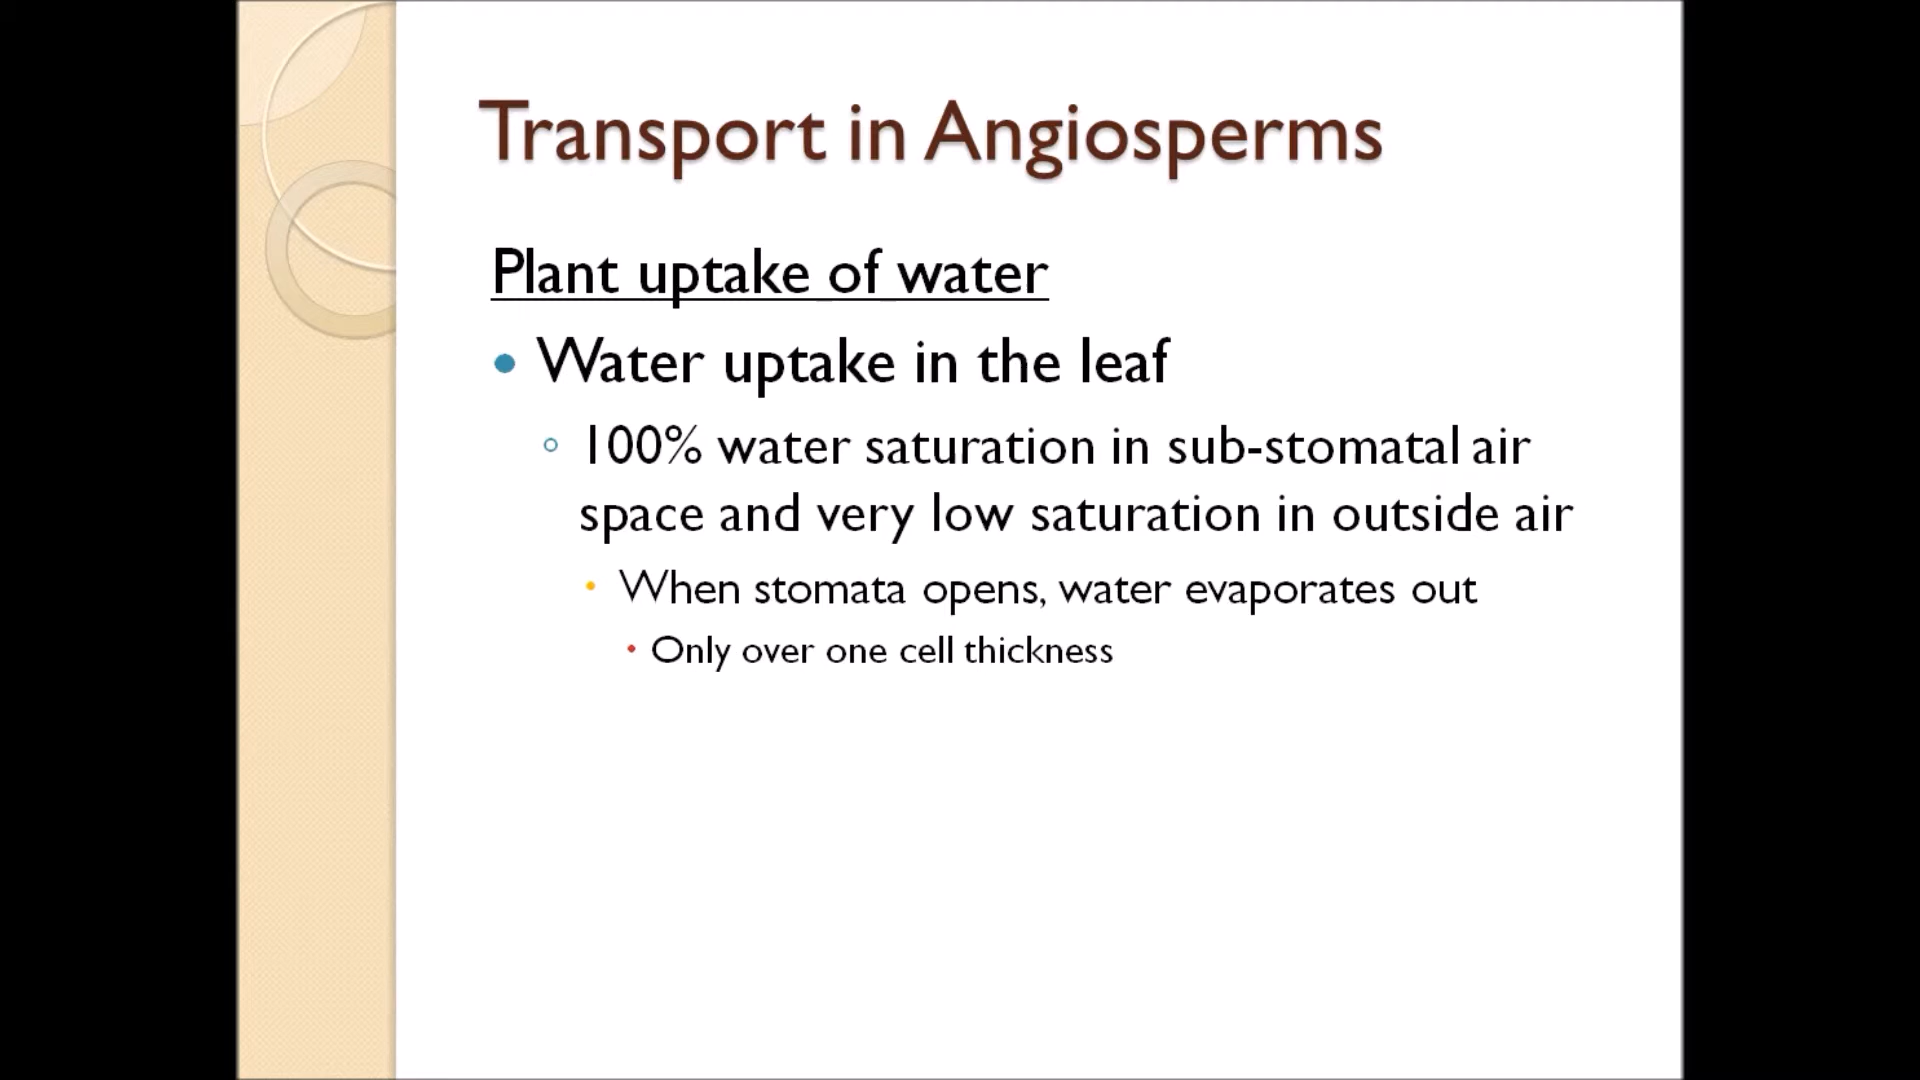 Transport in Angiosperms
Plant uptake of water
• Water uptake in the leaf
◦ 100% water saturation in sub-stomatal air
space and very low saturation in outside air
• When stomata opens, water evaporates out
• Only over one cell thickness